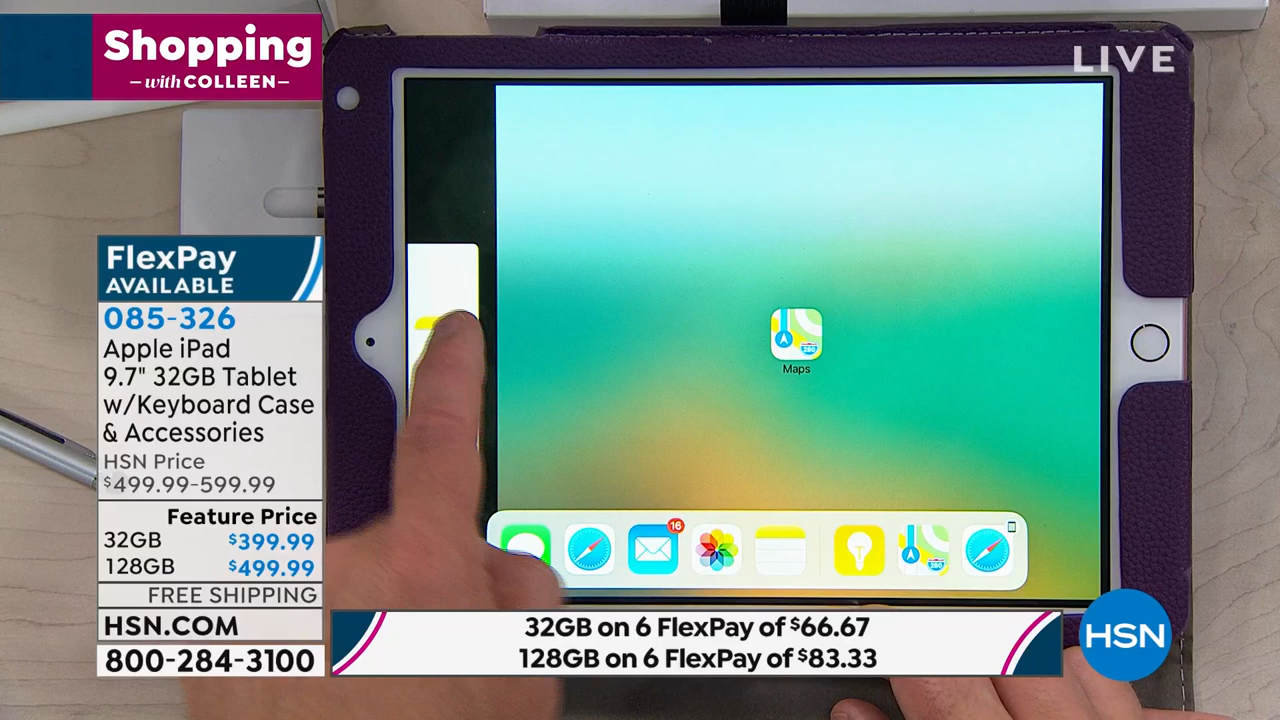 Shopping
with COLLEEN
LIVE
FlexPay
AVAILABLE
085-326
Apple iPad
9.7" 32GB Tablet
w/Keyboard Case
& Accessories
HSN Price
$499.99-599.99
Feature Price
32GB $399.99
128GB $499.99
FREE SHIPPING
HSN.COM
800-284-3100
Maps
16
32GB on 6 FlexPay of $66.67
128GB on 6 FlexPay of $83.33
HSN